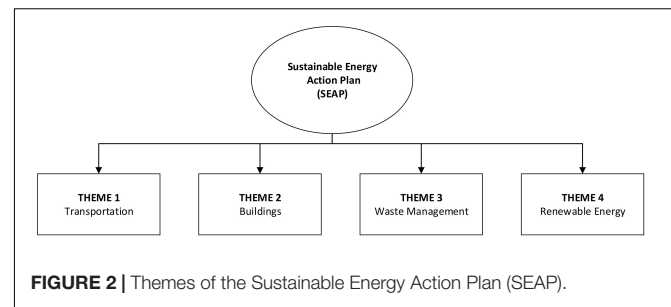 Sustainable Energy
Action Plan
(SEAP)
THEME 1
Transportation
THEME 2
Buildings
THEME 3
Waste Management
THEME 4
Renewable Energy
FIGURE 2 | Themes of the Sustainable Energy Action Plan (SEAP).